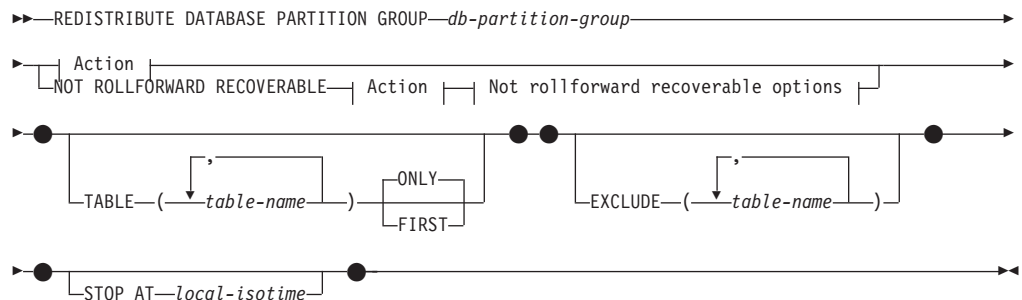 REDISTRIBUTE DATABASE PARTITION GROUP db-partition-group
Action
NOT ROLLFORWARD RECOVERABLE Action Not rollforward recoverable options
, ,
ONLY
TABLE ( table-name ) EXCLUDE ( table-name )
FIRST
STOP AT local-isotime